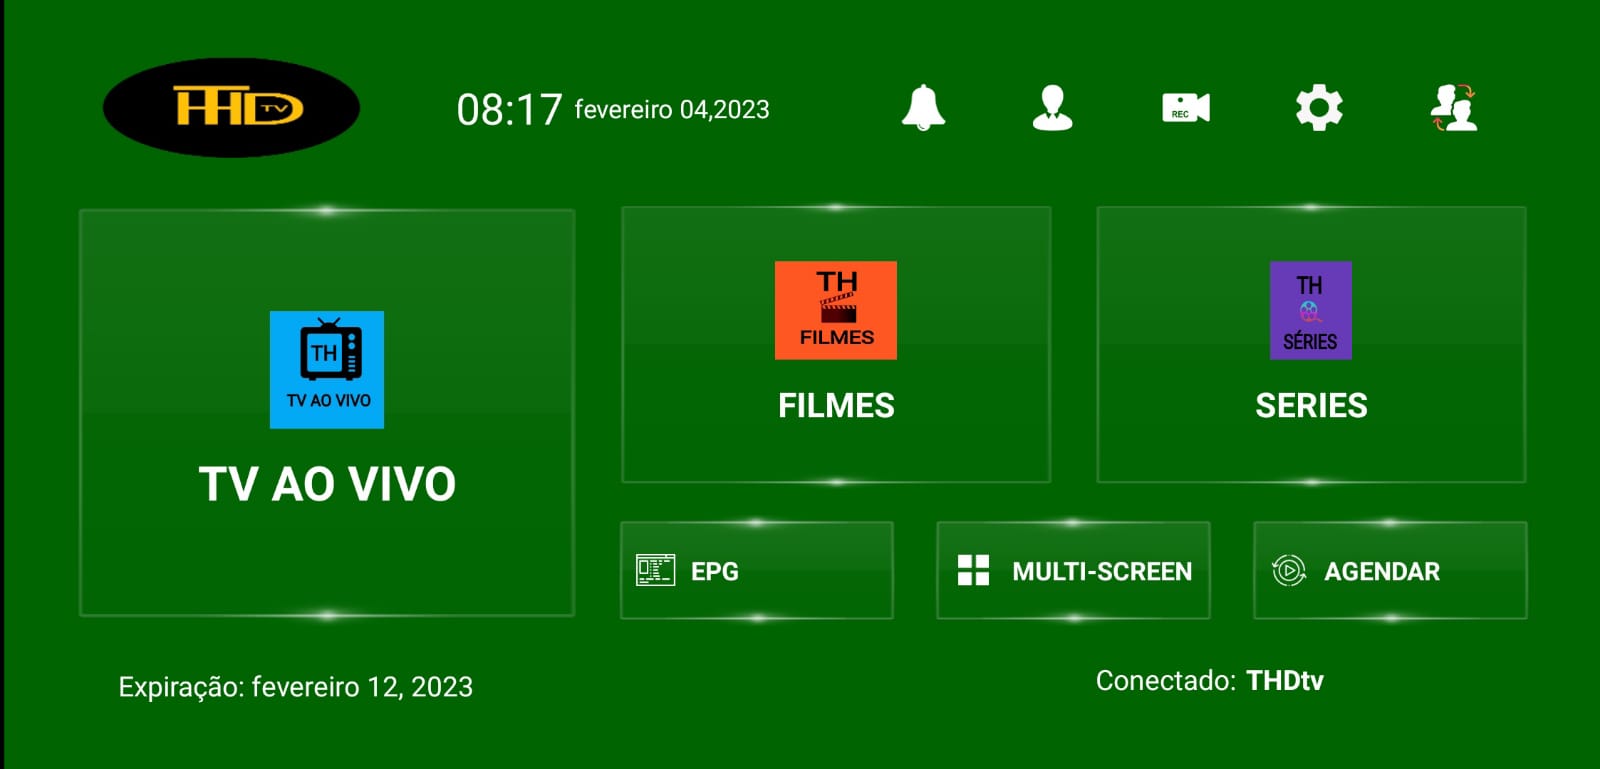 THD TV
08:17 fevereiro 04,2023
REC
TH
TV AO VIVO
TV AO VIVO
TH
FILMES
FILMES
TH
SÉRIES
SERIES
EPG
MULTI-SCREEN
AGENDAR
Expiração: fevereiro 12, 2023
Conectado: THDtv